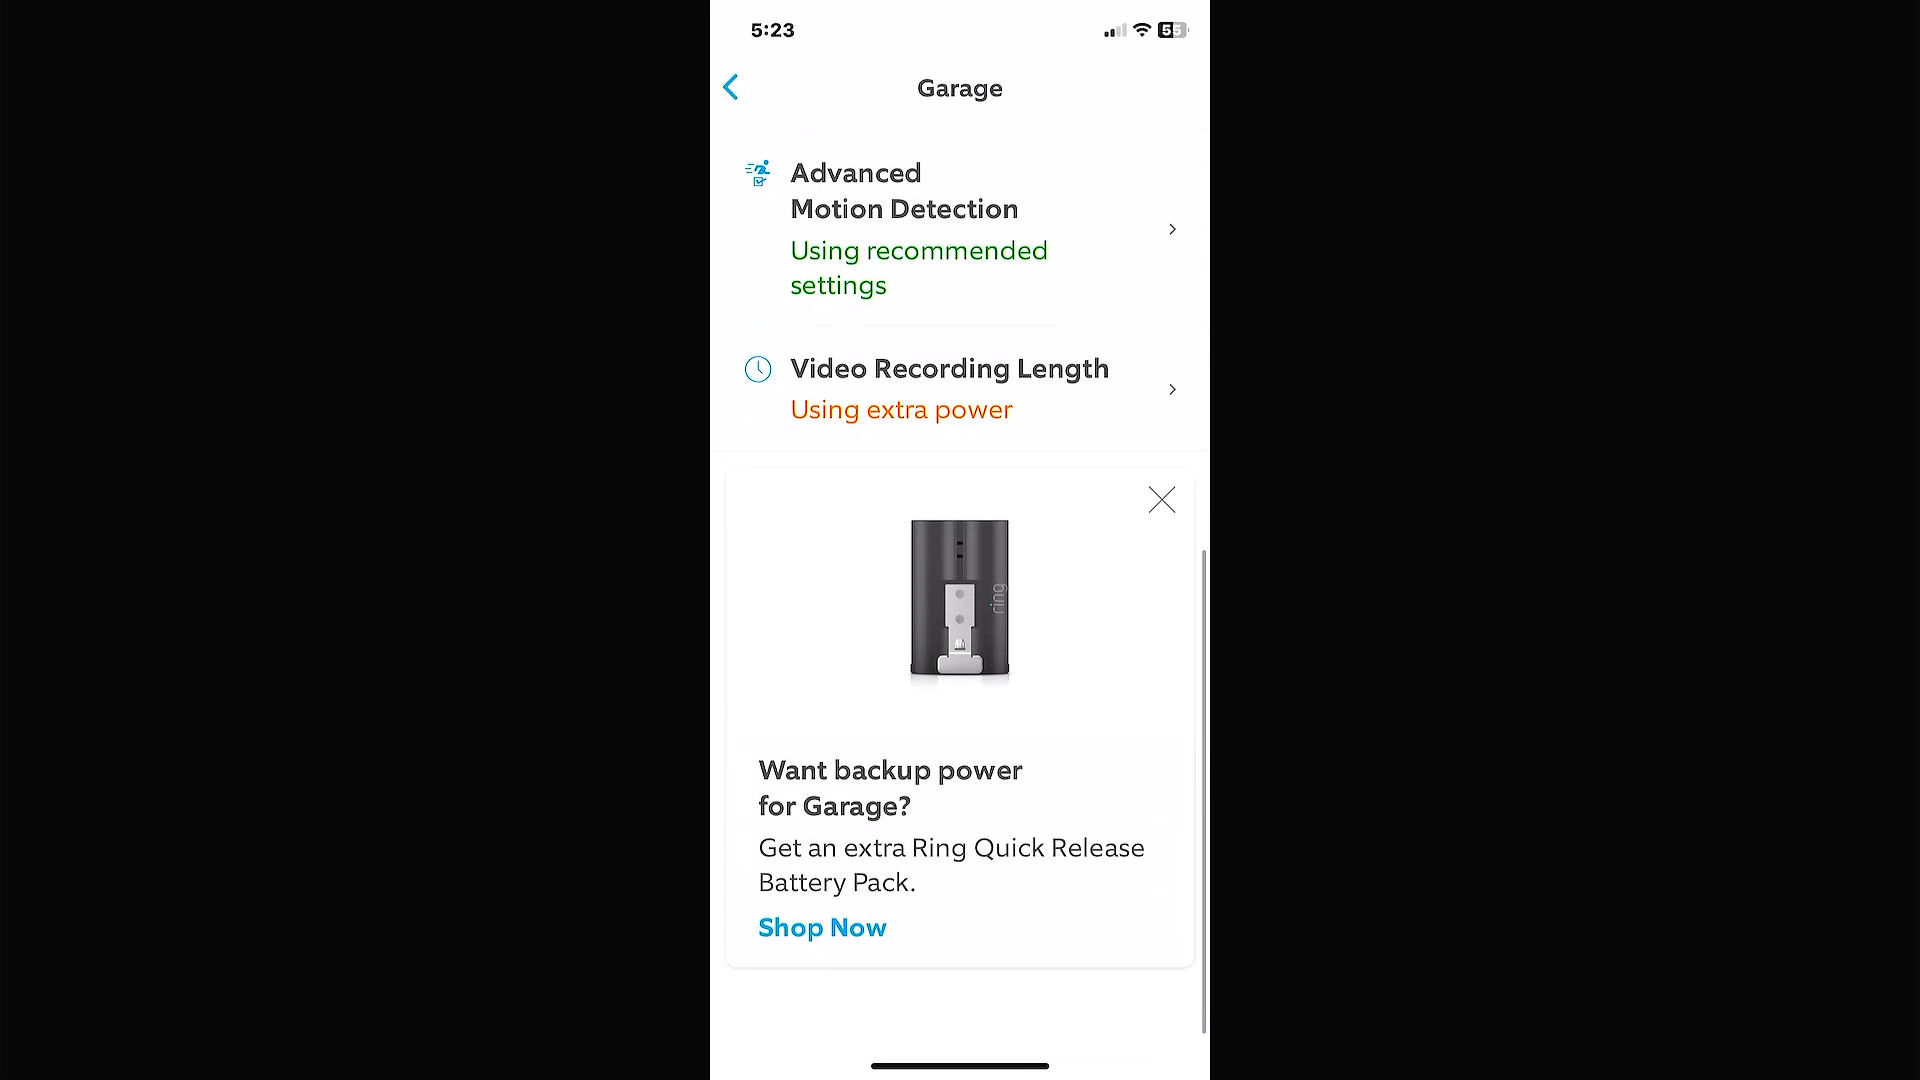 5:23
55
Garage
Advanced
Motion Detection
Using recommended
settings
Video Recording Length
Using extra power
ring
Want backup power
for Garage?
Get an extra Ring Quick Release
Battery Pack.
Shop Now